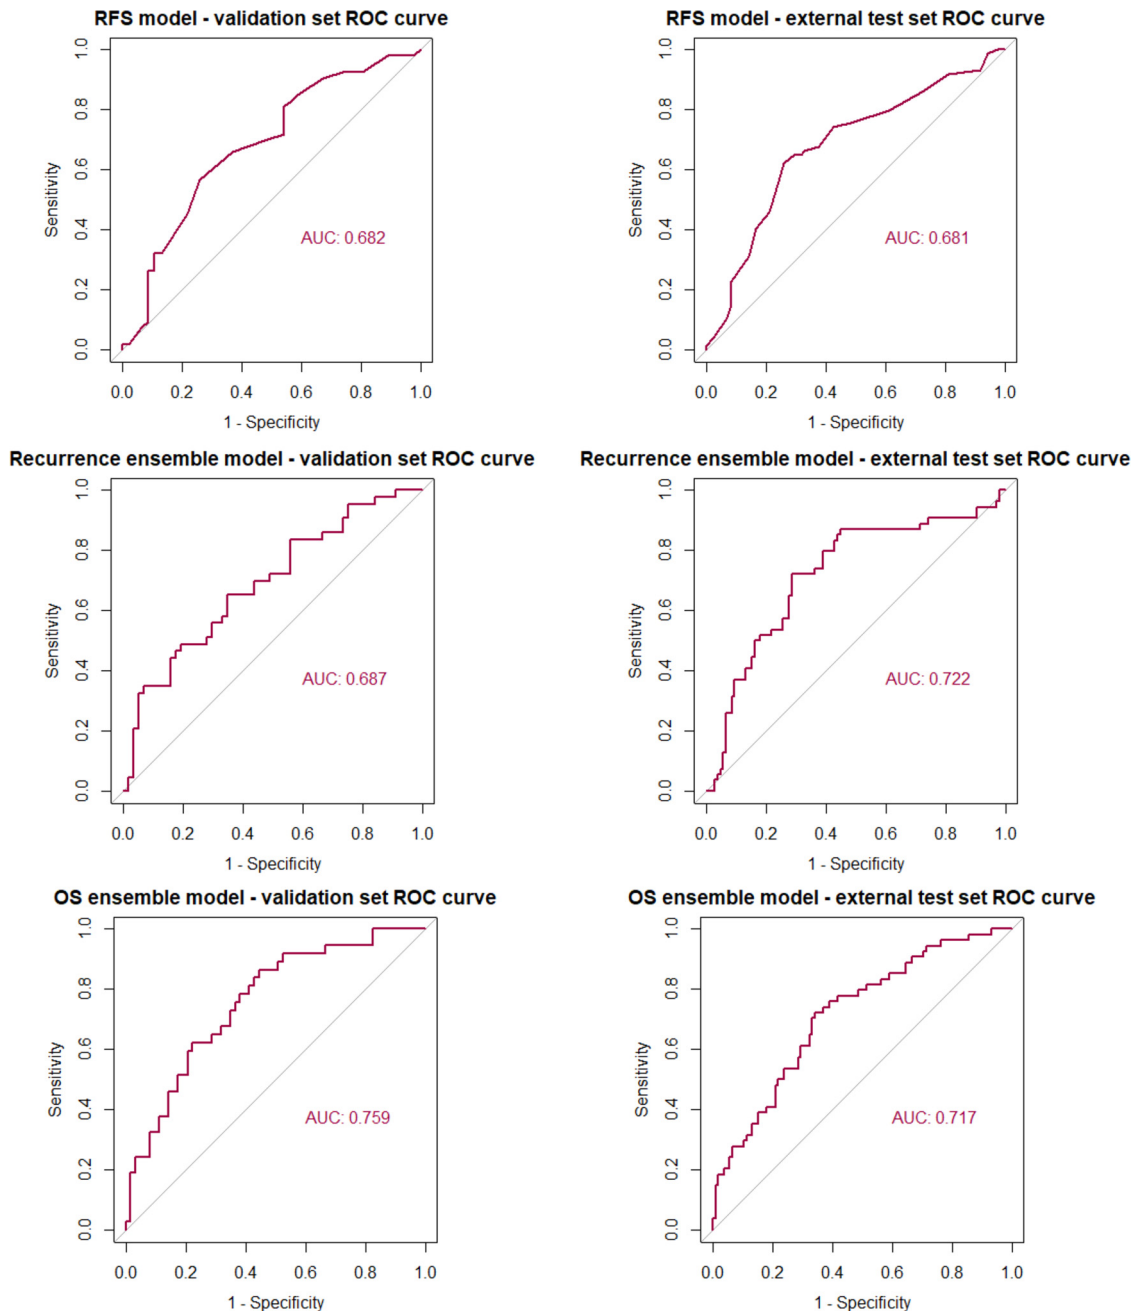 RFS model - validation set ROC curve
Sensitivity
0.0 0.2 0.4 0.6 0.8 1.0
AUC: 0.682
0.0 0.2 0.4 0.6 0.8 1.0
1 - Specificity
RFS model - external test set ROC curve
Sensitivity
0.0 0.2 0.4 0.6 0.8 1.0
AUC: 0.681
0.0 0.2 0.4 0.6 0.8 1.0
1 - Specificity
Recurrence ensemble model - validation set ROC curve
Sensitivity
0.0 0.2 0.4 0.6 0.8 1.0
AUC: 0.687
0.0 0.2 0.4 0.6 0.8 1.0
1 - Specificity
Recurrence ensemble model - external test set ROC curve
Sensitivity
0.0 0.2 0.4 0.6 0.8 1.0
AUC: 0.722
0.0 0.2 0.4 0.6 0.8 1.0
1 - Specificity
OS ensemble model - validation set ROC curve
Sensitivity
0.0 0.2 0.4 0.6 0.8 1.0
AUC: 0.759
0.0 0.2 0.4 0.6 0.8 1.0
1 - Specificity
OS ensemble model - external test set ROC curve
Sensitivity
0.0 0.2 0.4 0.6 0.8 1.0
AUC: 0.717
0.0 0.2 0.4 0.6 0.8 1.0
1 - Specificity